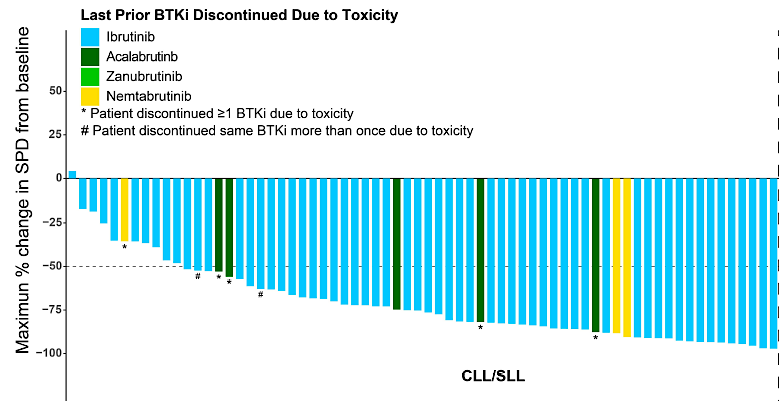 Last Prior BTKi Discontinued Due to Toxicity
Ibrutinib
Acalabrutinib
Zanubrutinib
Nemtabrutinib
* Patient discontinued ≥1 BTKi due to toxicity
# Patient discontinued same BTKi more than once due to toxicity
Maximun % change in SPD from baseline
50
25
0
−25
−50
−75
−100
*
#
*
*
#
*
*
CLL/SLL